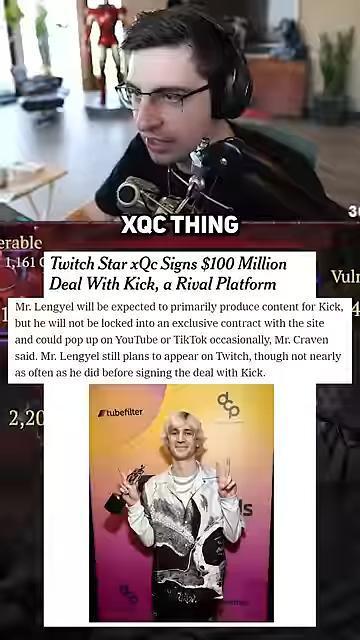 XQC THING
erable
1,161
Twitch Star xQc Signs $100 Million
Deal With Kick, a Rival Platform
Vuln
Mr. Lengyel will be expected to primarily produce content for Kick,
but he will not be locked into an exclusive contract with the site
and could pop up on YouTube or TikTok occasionally, Mr. Craven
said. Mr. Lengyel still plans to appear on Twitch, though not nearly
as often as he did before signing the deal with Kick.
2,20
tubefilter